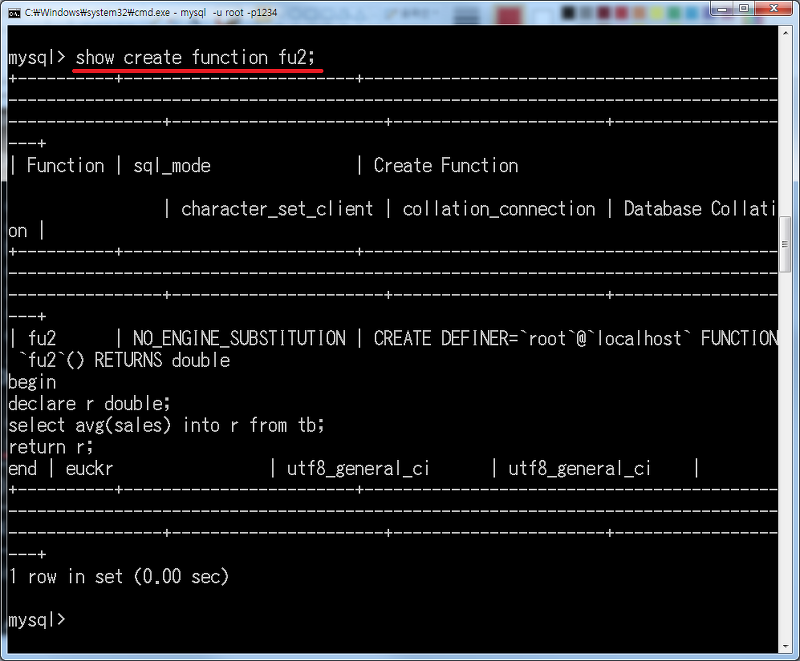 C:₩Windows₩system32₩cmd.exe - mysql  -u root -p1234
mysql> show create function fu2;
+----------+----------------------+---------------------------------------
------------------------------------------------------------------------
---------------+--------------------+--------------------+----------------
---+
| Function | sql_mode               | Create Function
               | character_set_client | collation_connection | Database Collati
on |
+----------+----------------------+---------------------------------------
------------------------------------------------------------------------
---------------+--------------------+--------------------+----------------
---+
| fu2      | NO_ENGINE_SUBSTITUTION | CREATE DEFINER=`root`@`localhost` FUNCTION
 `fu2`() RETURNS double
begin
declare r double;
select avg(sales) into r from tb;
return r;
end | euckr                | utf8_general_ci      | utf8_general_ci    |
+----------+----------------------+---------------------------------------
------------------------------------------------------------------------
---------------+--------------------+--------------------+----------------
---+
1 row in set (0.00 sec)
mysql>